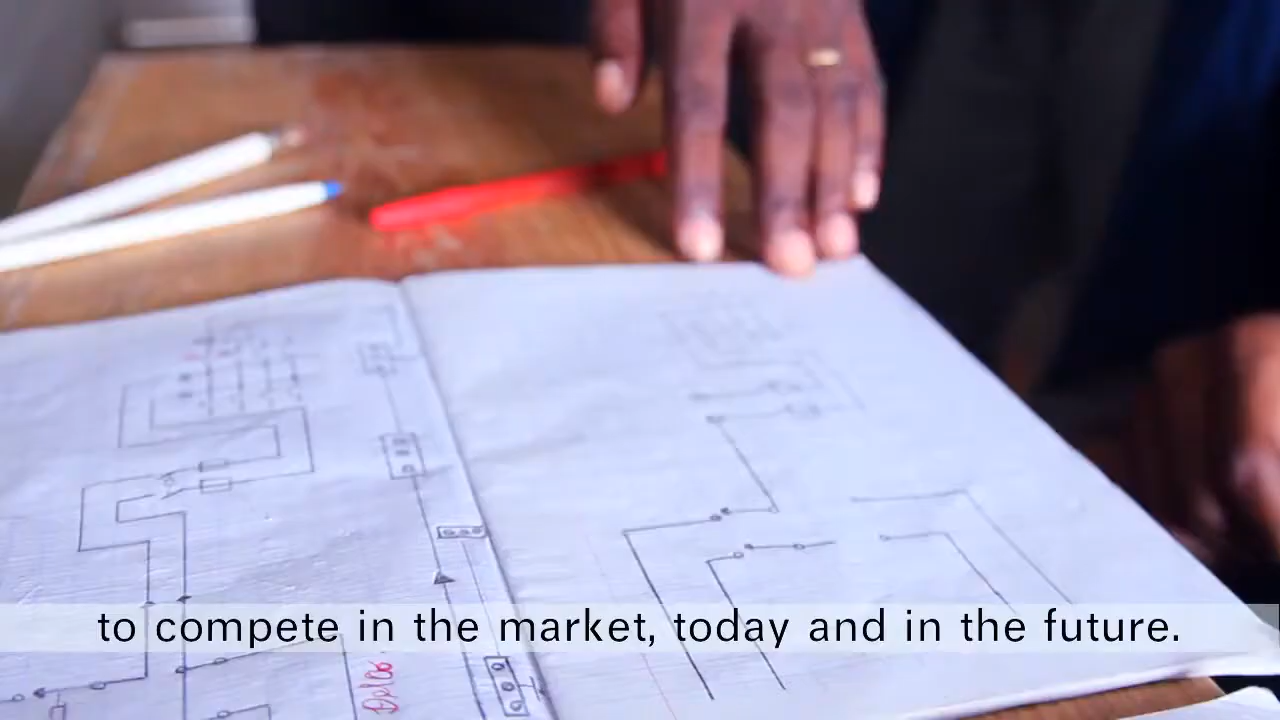 to compete in the market, today and in the future.